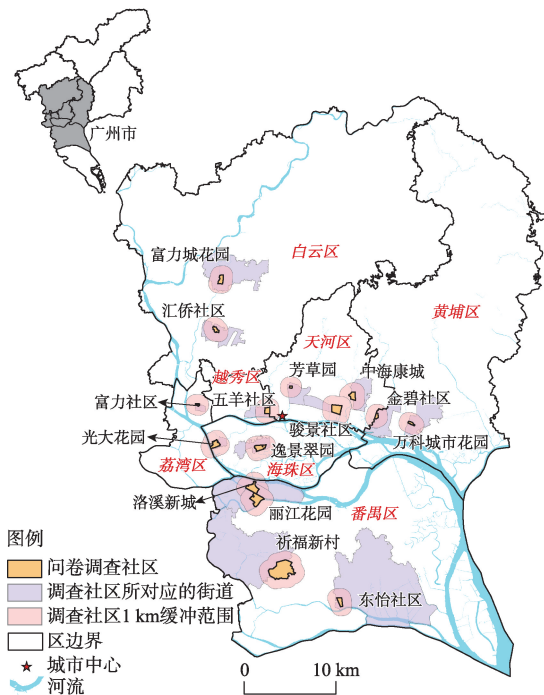 广州市
富力城花园
白云区
汇侨社区
黄埔区
天河区
芳草园
中海康城
越秀区
富力社区
五羊社区
金碧社区
骏景社区
光大花园
逸景翠园
万科城市花园
荔湾区
海珠区
洛溪新城
丽江花园
番禺区
祈福新村
东怡社区
图例
问卷调查社区
调查社区所对应的街道
调查社区1 km缓冲范围
区边界
城市中心
河流
0 10 km